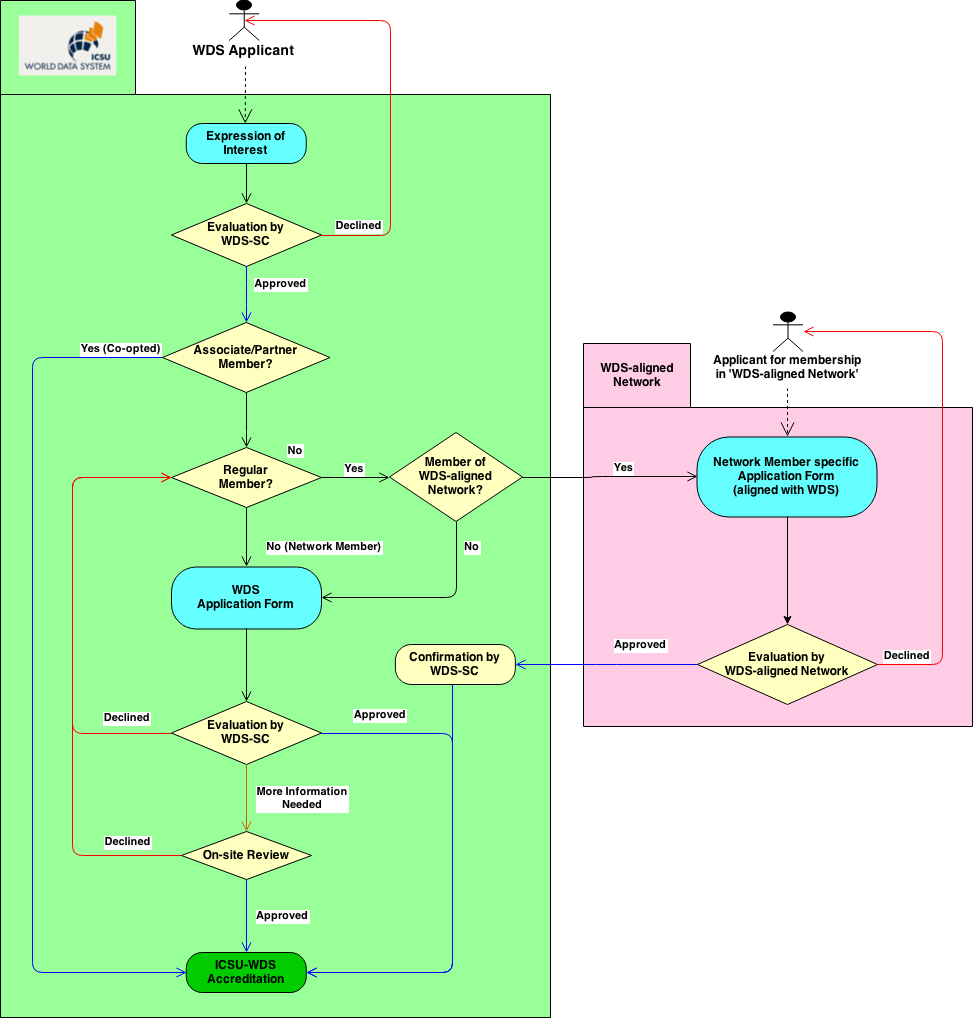 ICSU
WORLD DATA SYSTEM
WDS Applicant
Expression of
Interest
Evaluation by
WDS-SC
Declined
Approved
Yes (Co-opted)
Associate/Partner
Member?
No
Regular
Member?
Yes
Member of
WDS-aligned
Network?
Yes
No (Network Member)
No
WDS
Application Form
Confirmation by
WDS-SC
Declined
Evaluation by
WDS-SC
Approved
More Information
Needed
Declined
On-site Review
Approved
ICSU-WDS
Accreditation
WDS-aligned
Network
Applicant for membership
in 'WDS-aligned Network'
Network Member specific
Application Form
(aligned with WDS)
Approved
Evaluation by
WDS-aligned Network
Declined